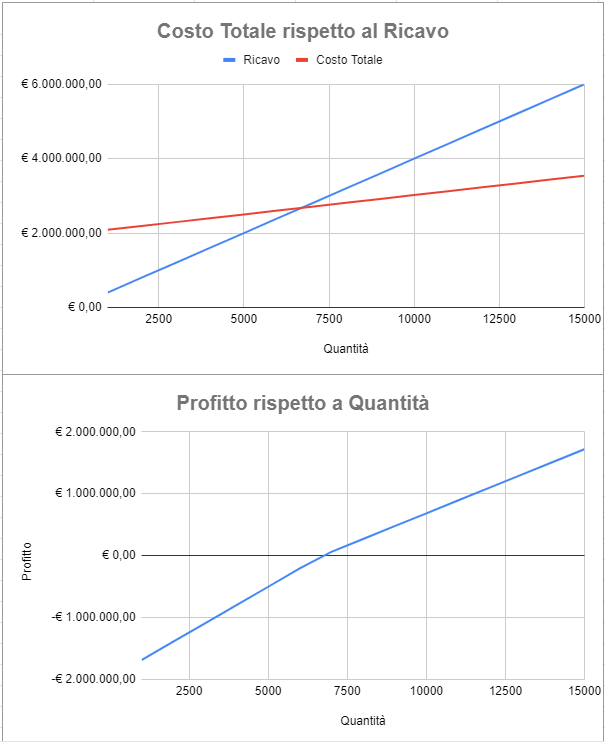 Costo Totale rispetto al Ricavo
Ricavo Costo Totale
€ 6.000.000,00
€ 4.000.000,00
€ 2.000.000,00
€ 0,00
2500 5000 7500 10000 12500 15000
Quantità
Profitto rispetto a Quantità
€ 2.000.000,00
€ 1.000.000,00
€ 0,00
-€ 1.000.000,00
-€ 2.000.000,00
Profitto
2500 5000 7500 10000 12500 15000
Quantità